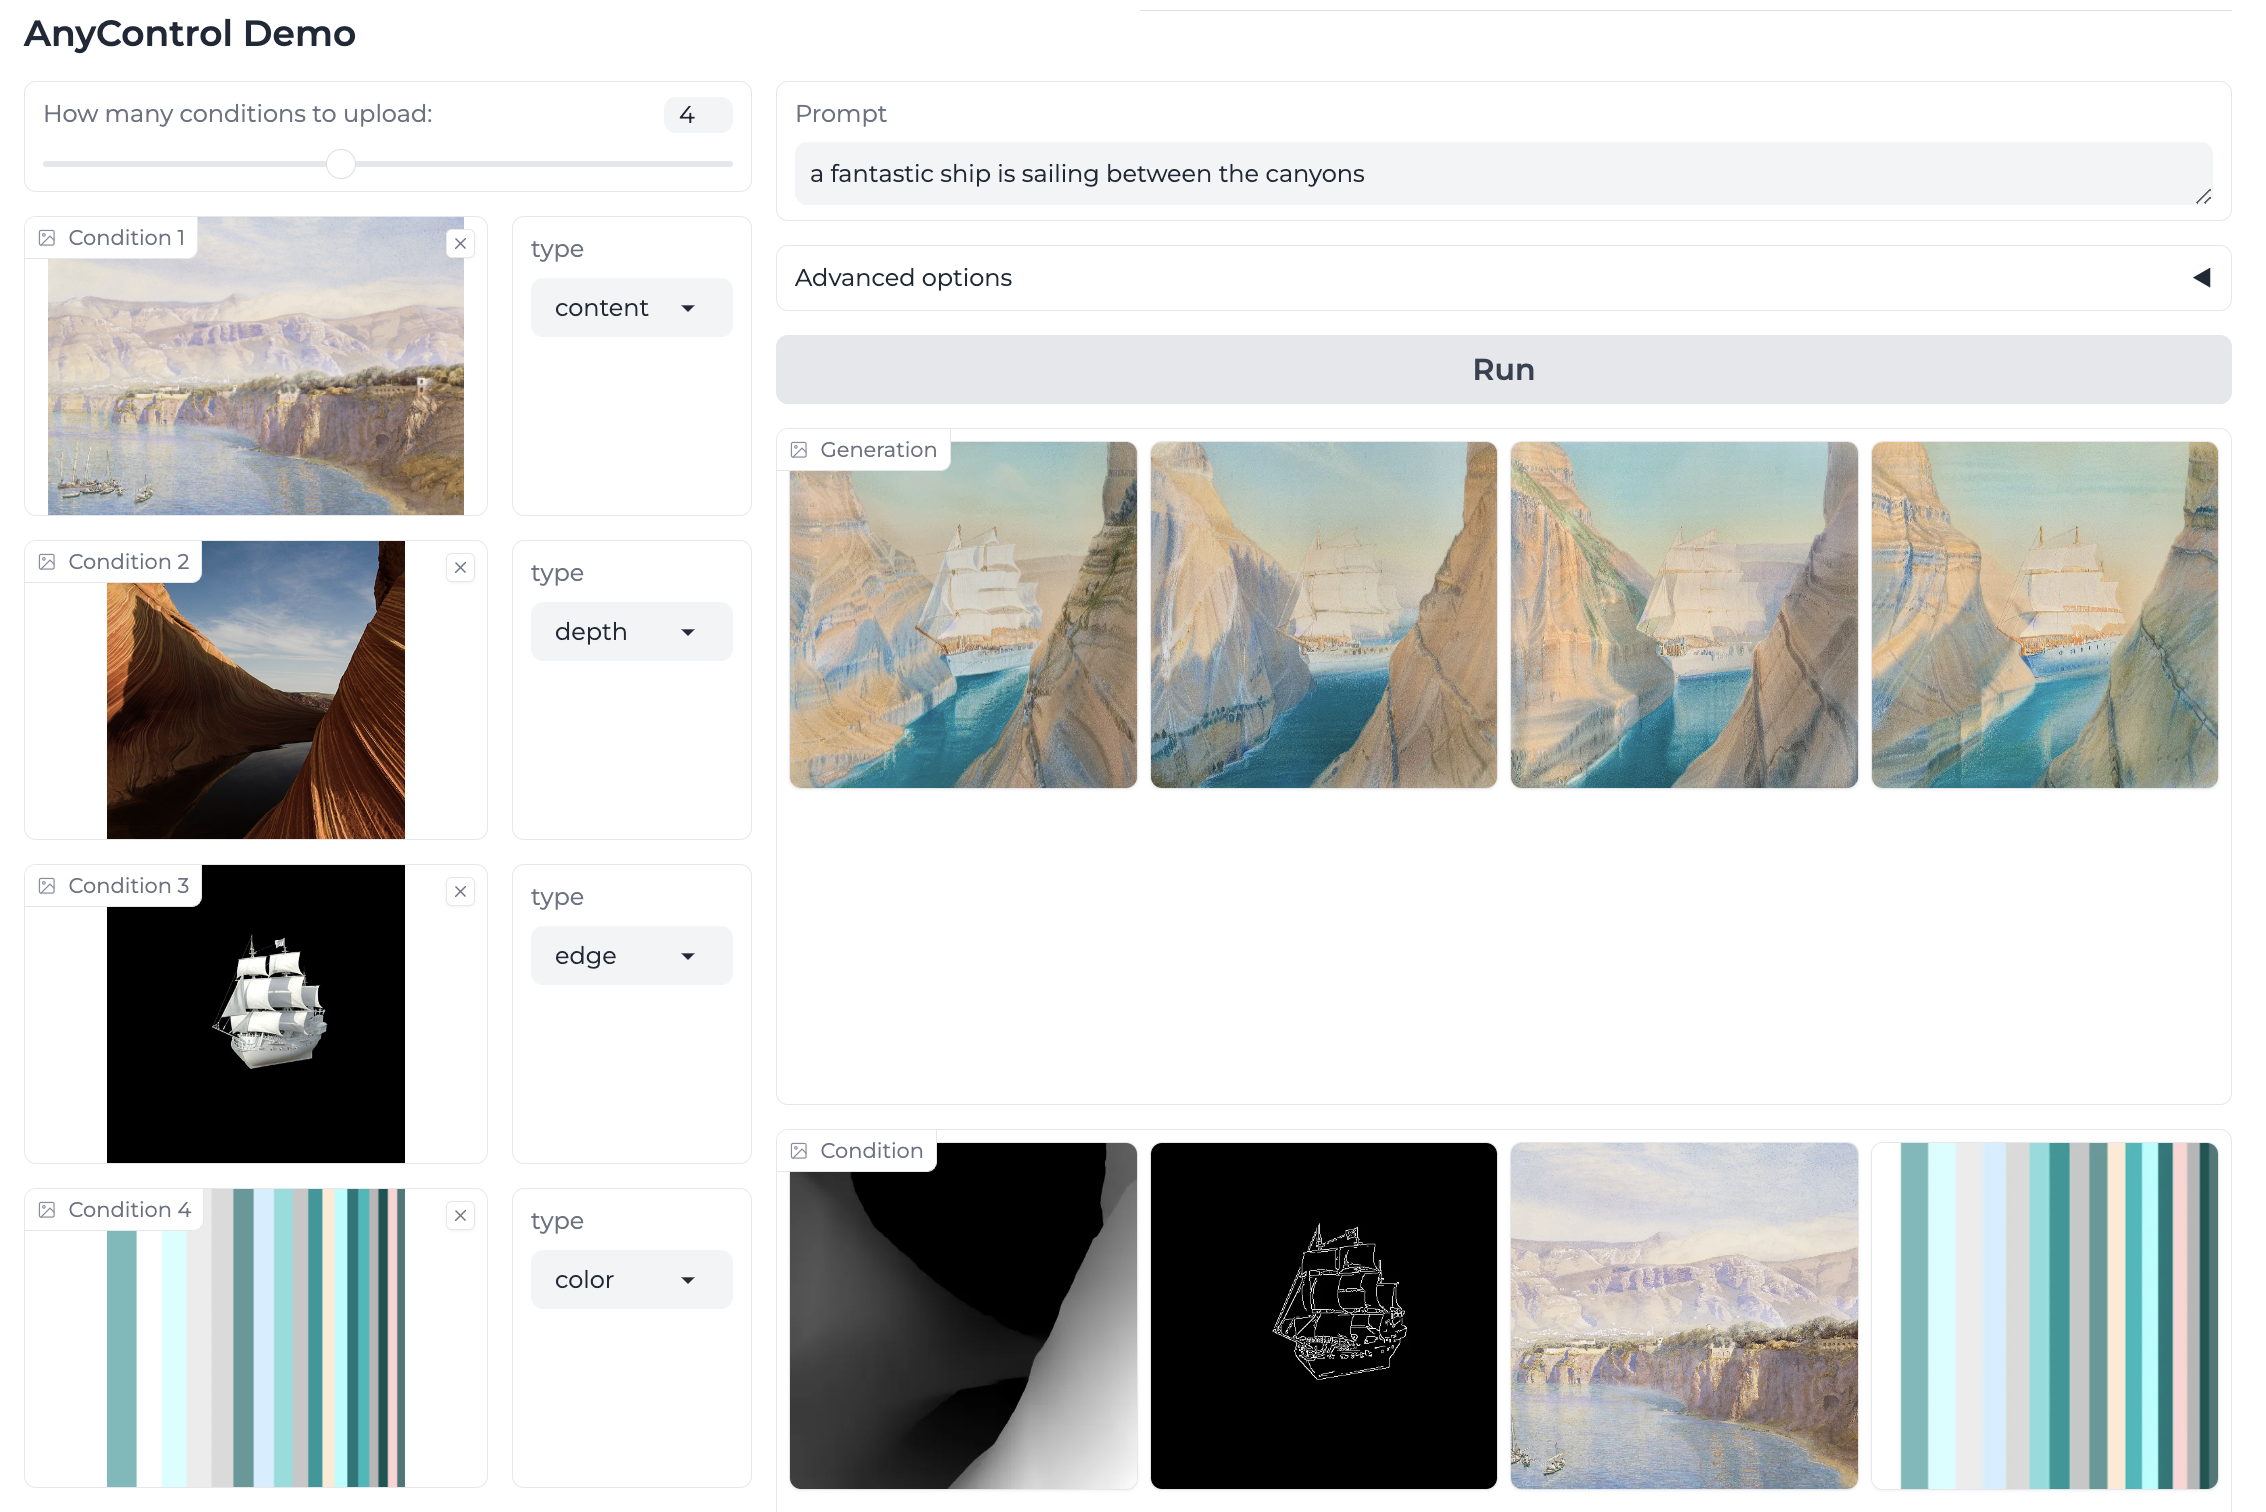 AnyControl Demo
How many conditions to upload:
4
Condition 1
type
content
Condition 2
type
depth
Condition 3
type
edge
Condition 4
type
color
Prompt
a fantastic ship is sailing between the canyons
Advanced options
Run
Generation
Condition